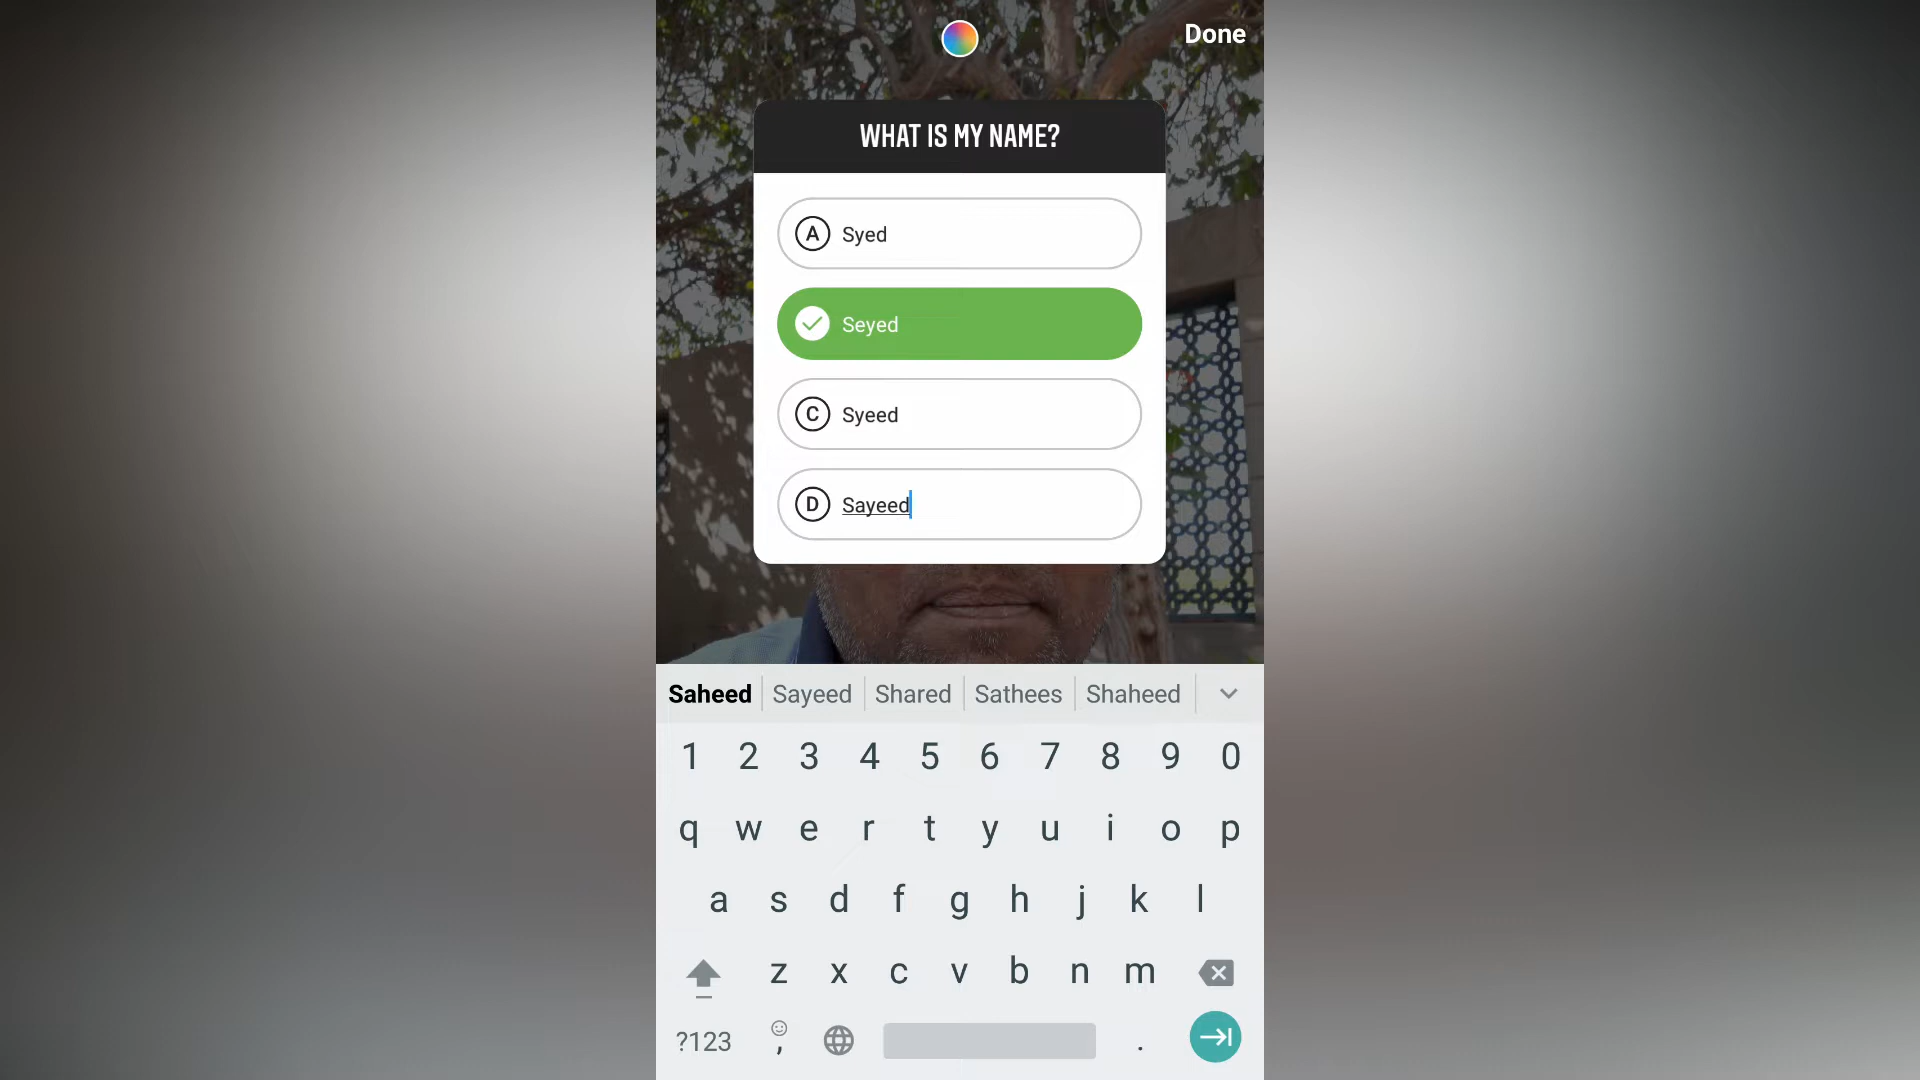 Done
WHAT IS MY NAME?
A Syed
Seyed
C Syeed
D Sayeed
Saheed Sayeed Shared Sathees Shaheed
1 2 3 4 5 6 7 8 9 0
q w e r t y u i o p
a s d f g h j k l
z x c v b n m
?123 , .